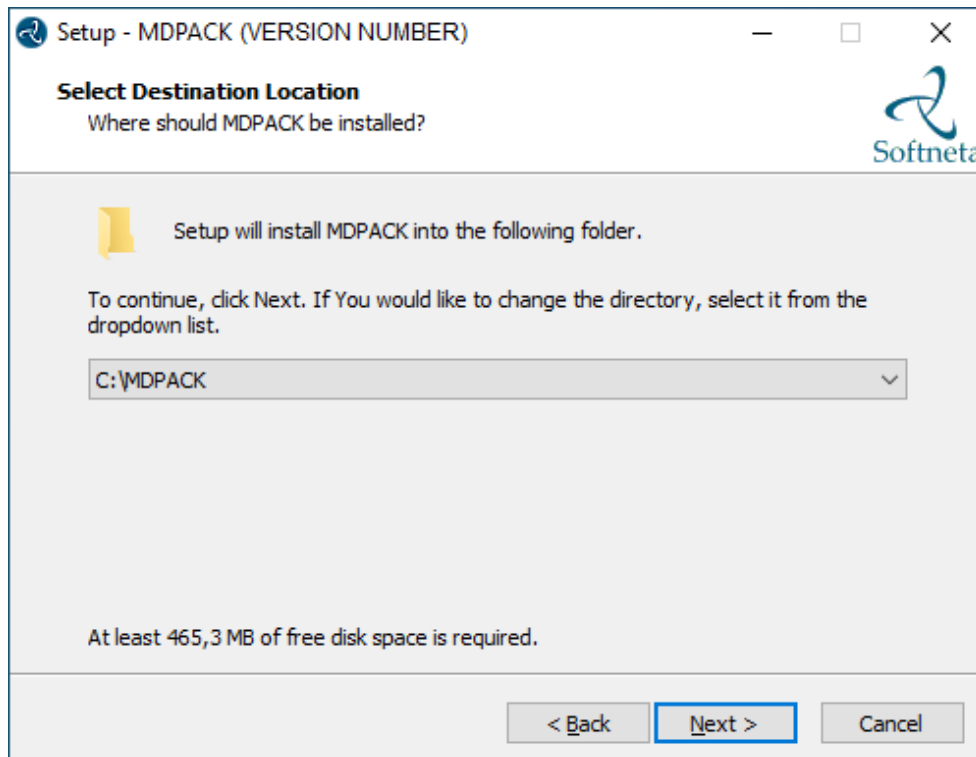 Setup - MDPACK (VERSION NUMBER)
Select Destination Location
Where should MDPACK be installed?
Softneta
Setup will install MDPACK into the following folder.
To continue, click Next. If You would like to change the directory, select it from the
dropdown list.
C:\MDPACK
At least 465,3 MB of free disk space is required.
< Back
Next >
Cancel